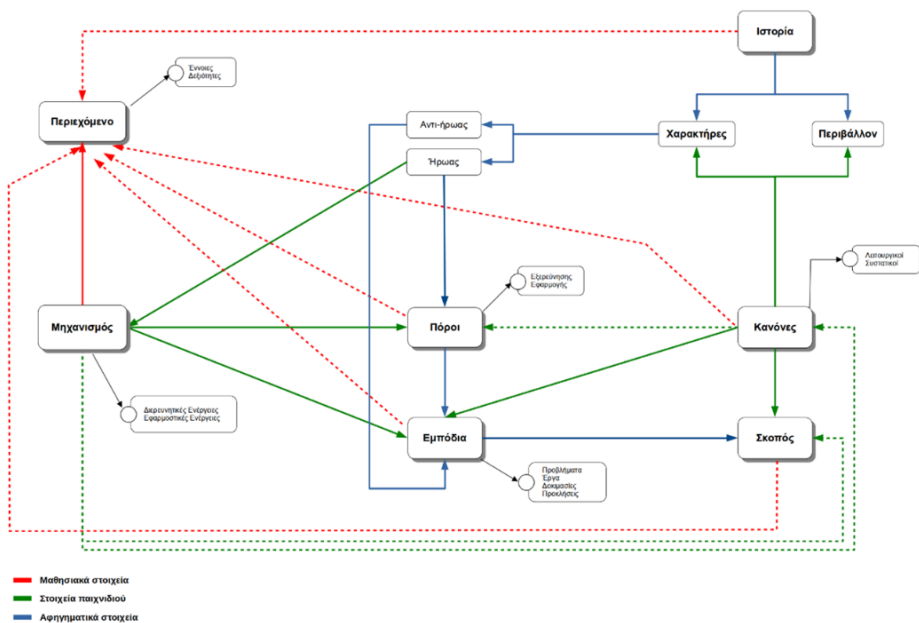 Ιστορία
Έννοιες
Δεξιότητες
Περιεχόμενο
Αντι-ήρωας
Χαρακτήρες
Περιβάλλον
Ήρωας
Λειτουργικοί
Συστατικοί
Εξερεύνησης
Εφαρμογής
Μηχανισμός
Πόροι
Κανόνες
Διερευνητικές Ενέργειες
Εφαρμοστικές Ενέργειες
Εμπόδια
Σκοπός
Προβλήματα
Έργα
Δοκιμασίες
Προκλήσεις
Μαθησιακά στοιχεία
Στοιχεία παιχνιδιού
Αφηγηματικά στοιχεία